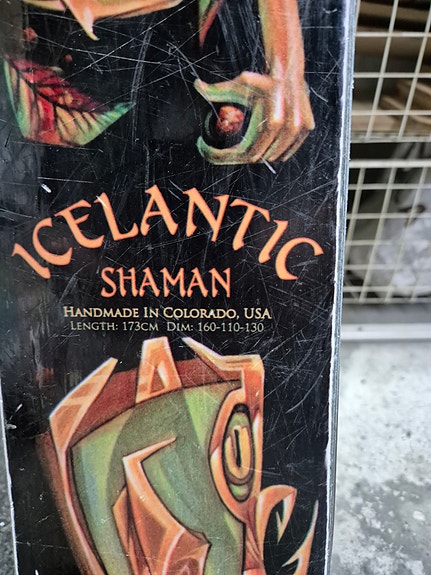 ICELANTIC
SHAMAN
HANDMADE IN COLORADO, USA
LENGTH: 173CM DIM: 160-110-130